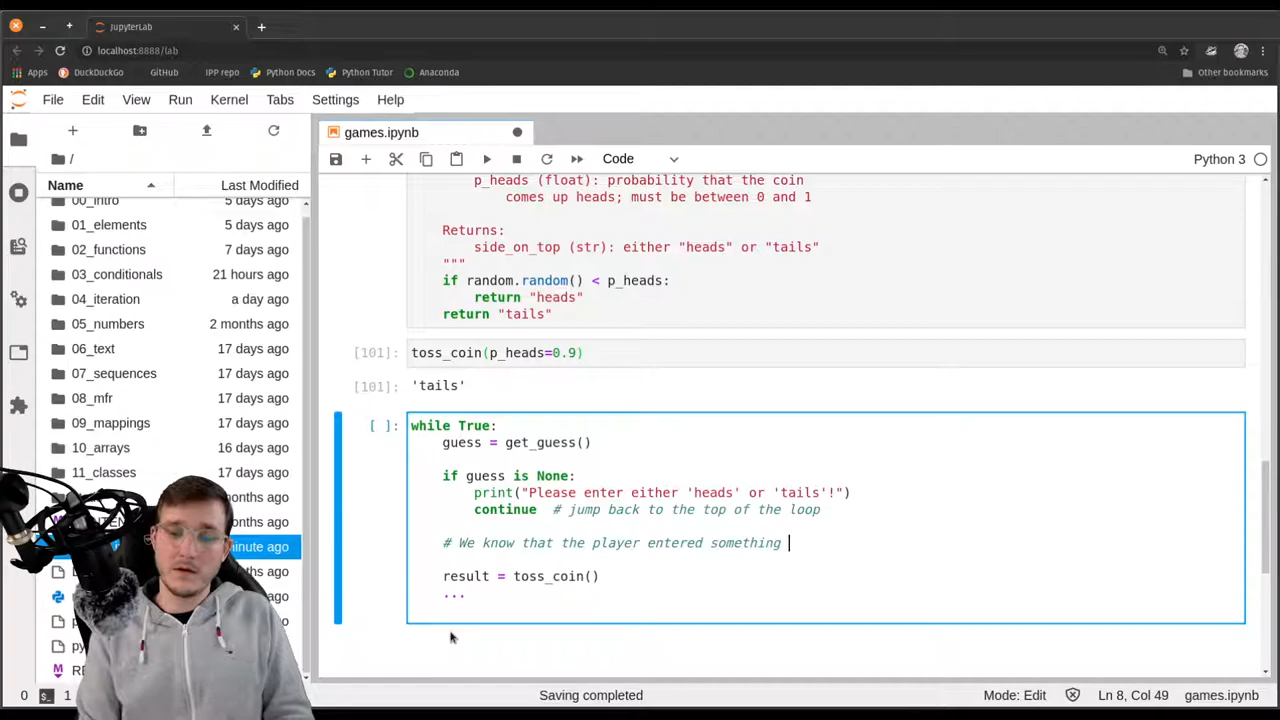 JupyterLab
localhost:8888/lab
Apps DuckDuckGo GitHub IPP repo Python Docs Python Tutor Anaconda Other bookmarks
File Edit View Run Kernel Tabs Settings Help
games.ipynb
Code Python 3
/
Name Last Modified
00_intro 5 days ago
01_elements 5 days ago
02_functions 7 days ago
03_conditionals 21 hours ago
04_iteration a day ago
05_numbers 2 months ago
06_text 17 days ago
07_sequences 17 days ago
08_mfr 17 days ago
09_mappings 17 days ago
10_arrays 16 days ago
11_classes 17 days ago
months ago
months ago
minute ago
p_heads (float): probability that the coin
comes up heads; must be between 0 and 1
Returns:
side_on_top (str): either "heads" or "tails"
"""
if random.random() < p_heads:
return "heads"
return "tails"
[101]: toss_coin(p_heads=0.9)
[101]: 'tails'
[ ]: while True:
guess = get_guess()
if guess is None:
print("Please enter either 'heads' or 'tails'!")
continue # jump back to the top of the loop
# We know that the player entered something
result = toss_coin()
...
0 $_ 1 Saving completed Mode: Edit Ln 8, Col 49 games.ipynb